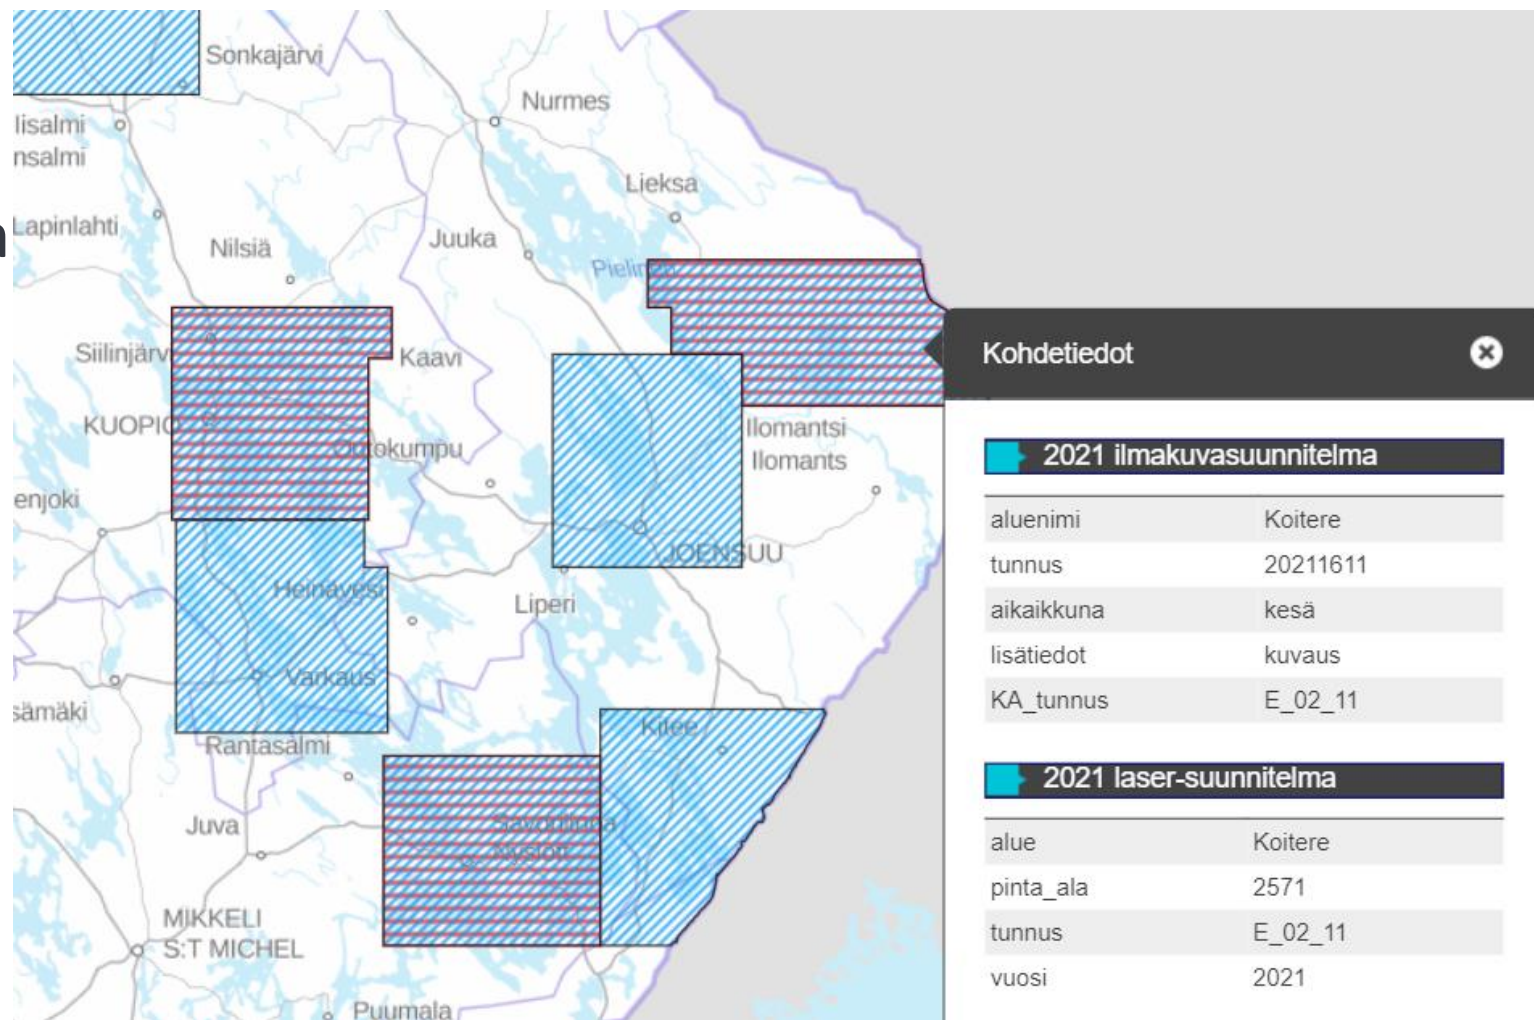 Sonkajärvi
Nurmes
Iisalmi
nsalmi
Lieksa
Lapinlahti
Nilsiä
Juuka
Siilinjärv
Kaavi
KUOPIO
Outokumpu
Ilomantsi
Ilomants
enjoki
JOENSUU
Heinävesi
Liperi
Varkaus
sämäki
Rantasalmi
Kitee
Juva
Savonlinna
Nyslott
MIKKELI
S:T MICHEL
Puumala
Kohdetiedot
2021 ilmakuvasuunnitelma
aluenimi Koitere
tunnus 20211611
aikaikkuna kesä
lisätiedot kuvaus
KA_tunnus E_02_11
2021 laser-suunnitelma
alue Koitere
pinta_ala 2571
tunnus E_02_11
vuosi 2021